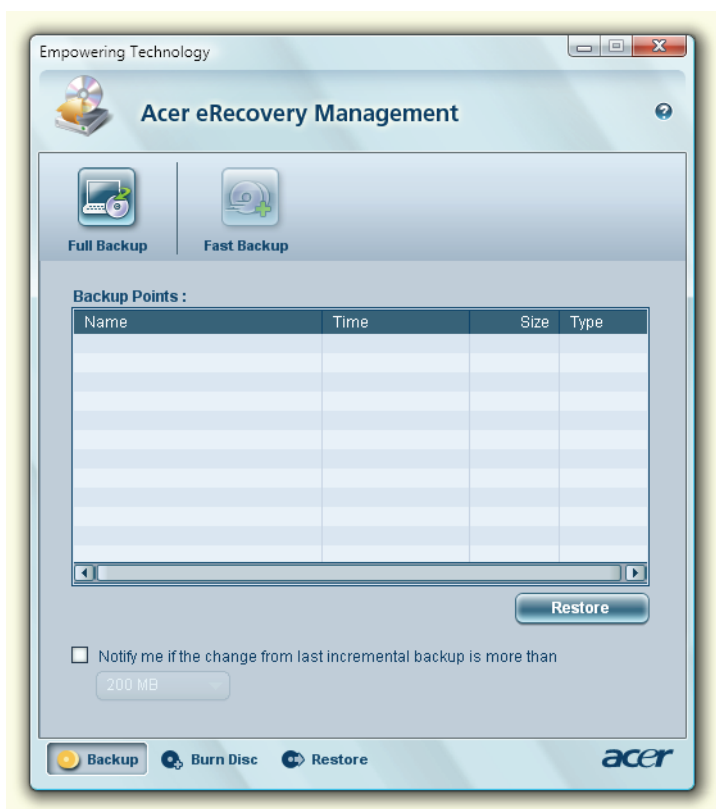 Empowering Technology
Acer eRecovery Management
Full Backup
Fast Backup
Backup Points :
Name Time Size Type
Restore
Notify me if the change from last incremental backup is more than
200 MB
Backup Burn Disc Restore acer